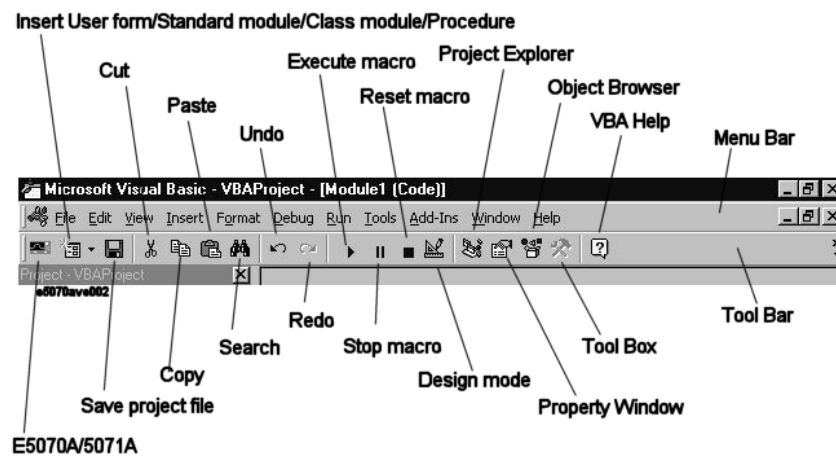 Insert User form/Standard module/Class module/Procedure
Cut
Execute macro
Project Explorer
Paste
Reset macro
Object Browser
Undo
VBA Help
Menu Bar
Microsoft Visual Basic - VBAProject - [Module1 (Code)]
File Edit View Insert Format Debug Run Tools Add-Ins Window Help
Project - VBAProject
e5070ave002
Redo
Tool Bar
Search
Stop macro
Tool Box
Copy
Design mode
Save project file
Property Window
E5070A/5071A